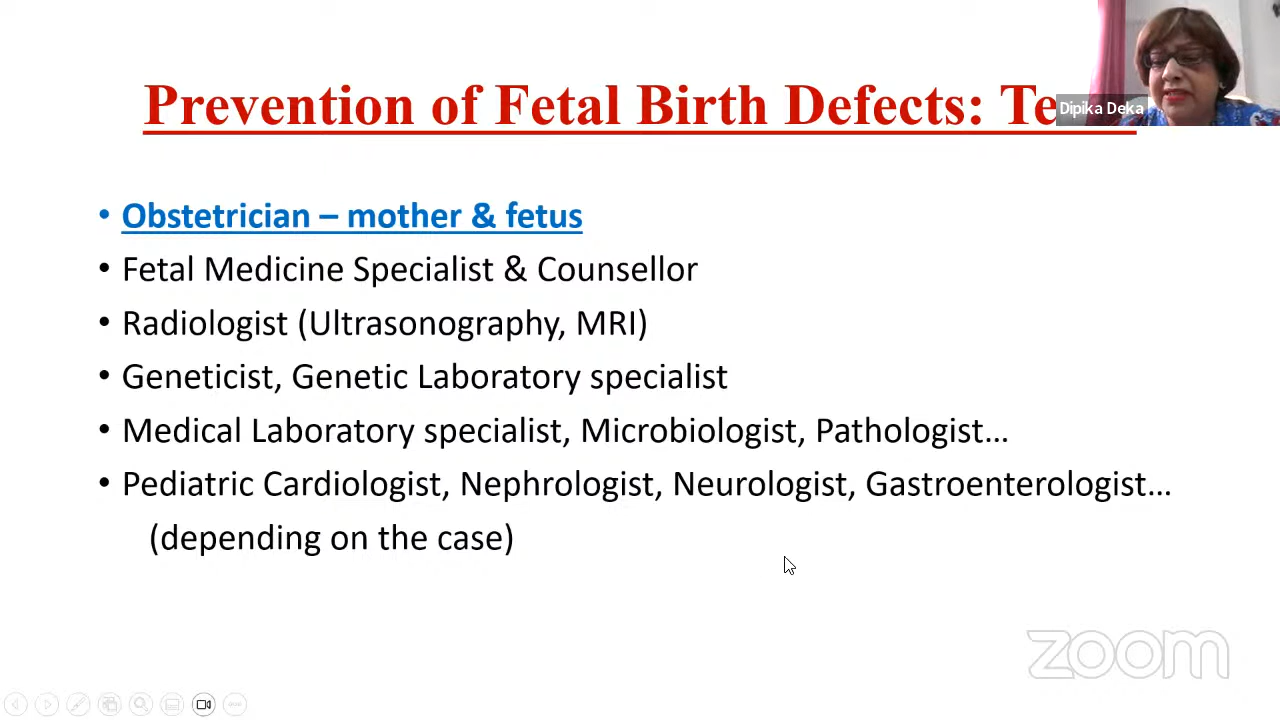 Prevention of Fetal Birth Defects:
Dipika Deka
• Obstetrician – mother & fetus
• Fetal Medicine Specialist & Counsellor
• Radiologist (Ultrasonography, MRI)
• Geneticist, Genetic Laboratory specialist
• Medical Laboratory specialist, Microbiologist, Pathologist...
• Pediatric Cardiologist, Nephrologist, Neurologist, Gastroenterologist...
(depending on the case)
zoom